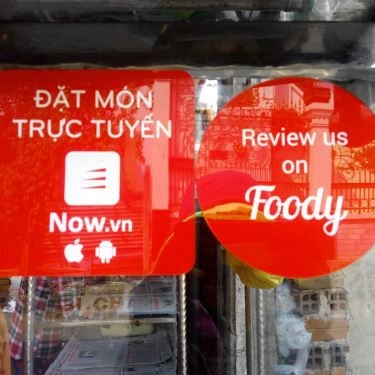 ĐẶT MÓN
TRỰC TUYẾN
Now.vn
Review us
on
Foody